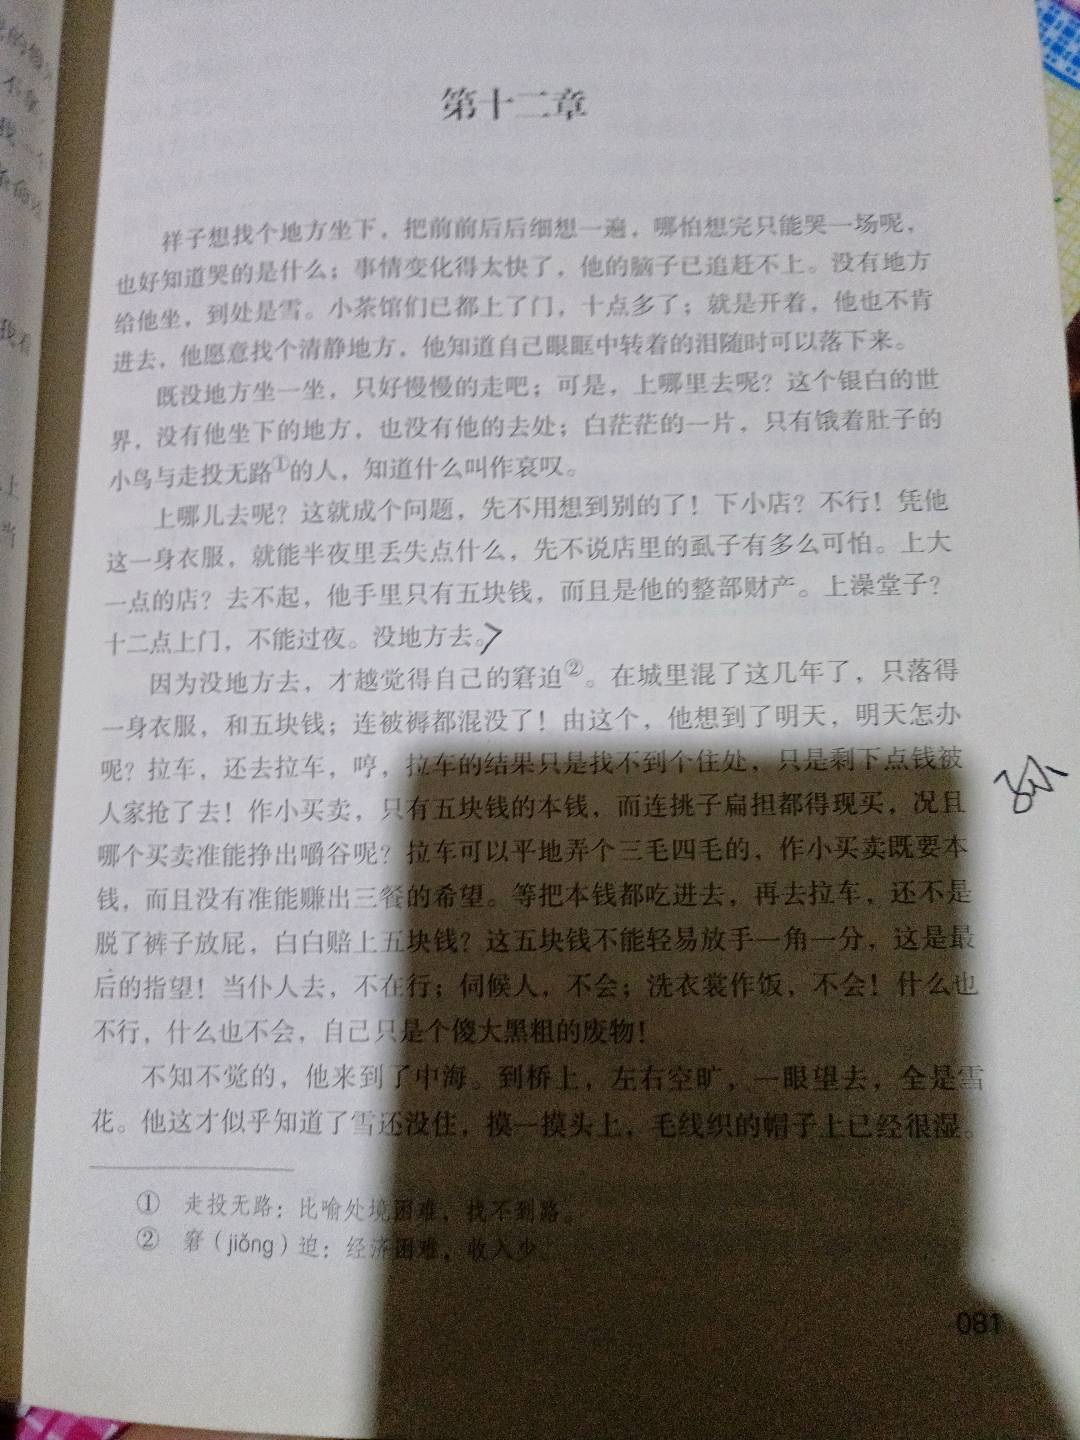 第十二章
祥子想找个地方坐下，把前前后后细想一遍，哪怕想完只能哭一场呢，
也好知道哭的是什么；事情变化得太快了，他的脑子已追赶不上。没有地方
给他坐，到处是雪。小茶馆们已都上了门，十点多了；就是开着，他也不肯
进去，他愿意找个清静地方，他知道自己眼眶中转着的泪随时可以落下来。
既没地方坐一坐，只好慢慢的走吧；可是，上哪里去呢？这个银白的世
界，没有他坐下的地方，也没有他的去处；白茫茫的一片，只有饿着肚子的
小鸟与走投无路①的人，知道什么叫作哀叹。
上哪儿去呢？这就成个问题，先不用想到别的了！下小店？不行！凭他
这一身衣服，就能半夜里丢失点什么，先不说店里的虱子有多么可怕。上大
一点的店？去不起，他手里只有五块钱，而且是他的整部财产。上澡堂子？
十二点上门，不能过夜。没地方去。
因为没地方去，才越觉得自己的窘迫②。在城里混了这几年了，只落得
一身衣服，和五块钱；连被褥都混没了！由这个，他想到了明天，明天怎办
呢？拉车，还去拉车，哼，拉车的结果只是找不到个住处，只是剩下点钱被
人家抢了去！作小买卖，只有五块钱的本钱，而连挑子扁担都得现买，况且
哪个买卖准能挣出嚼谷呢？拉车可以平地弄个三毛四毛的，作小买卖既要本
钱，而且没有准能赚出三餐的希望。等把本钱都吃进去，再去拉车，还不是
脱了裤子放屁，白白赔上五块钱？这五块钱不能轻易放手一角一分，这是最
后的指望！当仆人去，不在行；伺候人，不会；洗衣裳作饭，不会！什么也
不行，什么也不会，自己只是个傻大黑粗的废物！
不知不觉的，他来到了中海。到桥上，左右空旷，一眼望去，全是雪
花。他这才似乎知道了雪还没住，摸一摸头上，毛线织的帽子上已经很湿。
① 走投无路：比喻处境困难，找不到路。
② 窘（jiǒng）迫：经济困难，收入少。
081